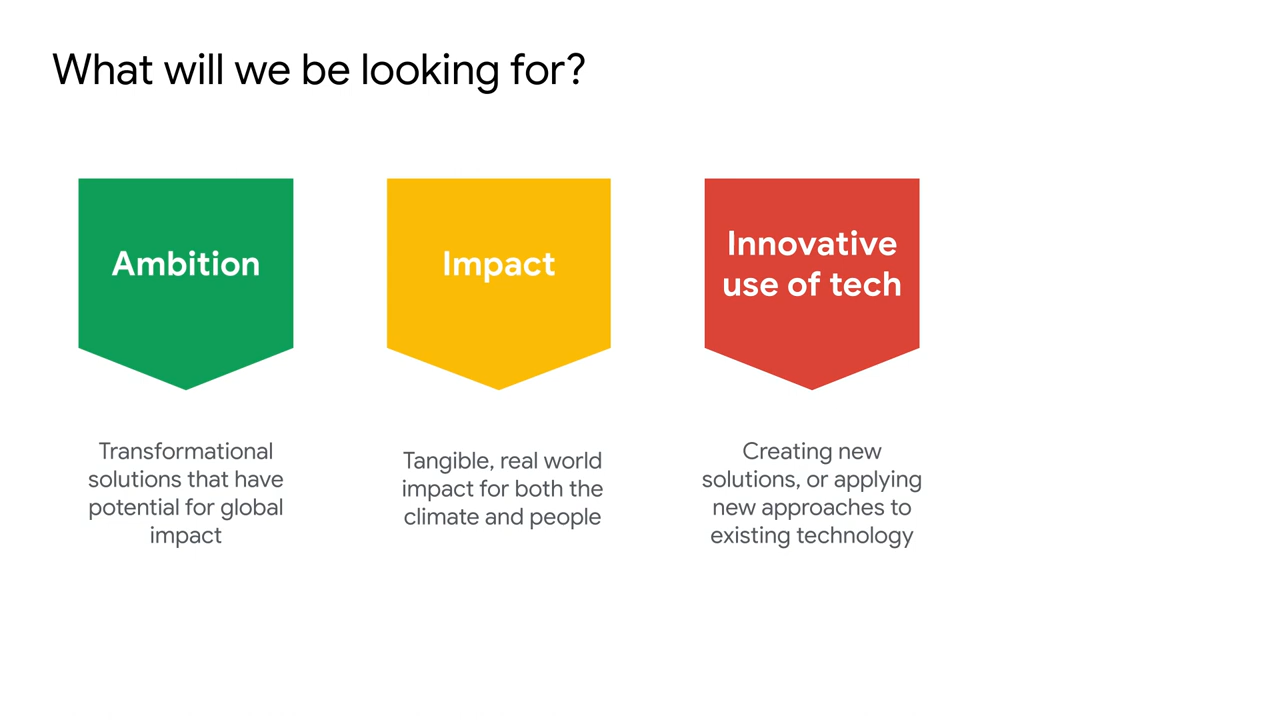 What will we be looking for?
Ambition
Transformational
solutions that have
potential for global
impact
Impact
Tangible, real world
impact for both the
climate and people
Innovative
use of tech
Creating new
solutions, or applying
new approaches to
existing technology